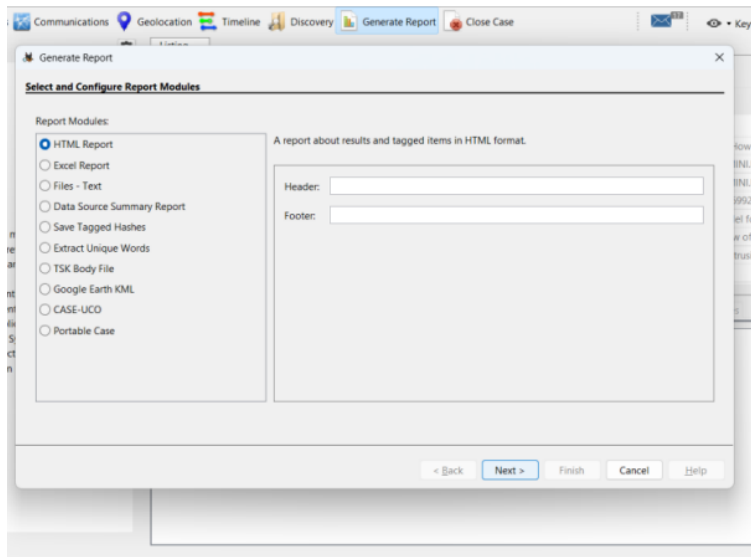 Communications Geolocation Timeline Discovery Generate Report Close Case
Listing
Generate Report
Select and Configure Report Modules
Report Modules:
HTML Report
Excel Report
Files - Text
Data Source Summary Report
Save Tagged Hashes
Extract Unique Words
TSK Body File
Google Earth KML
CASE-UCO
Portable Case
A report about results and tagged items in HTML format.
Header:
Footer:
< Back Next > Finish Cancel Help